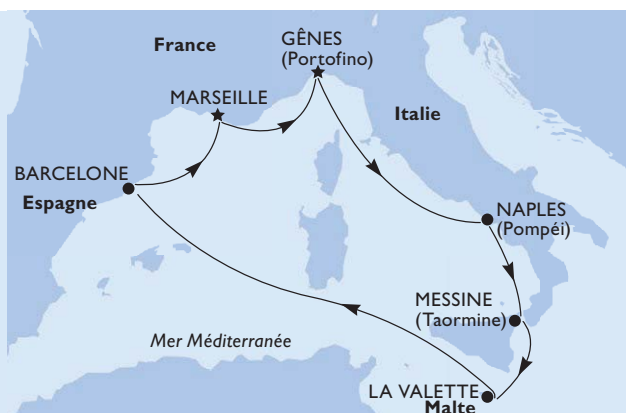 France
GÊNES
(Portofino)
MARSEILLE
Italie
BARCELONE
Espagne
NAPLES
(Pompéi)
MESSINE
(Taormine)
Mer Méditerranée
LA VALETTE
Malte